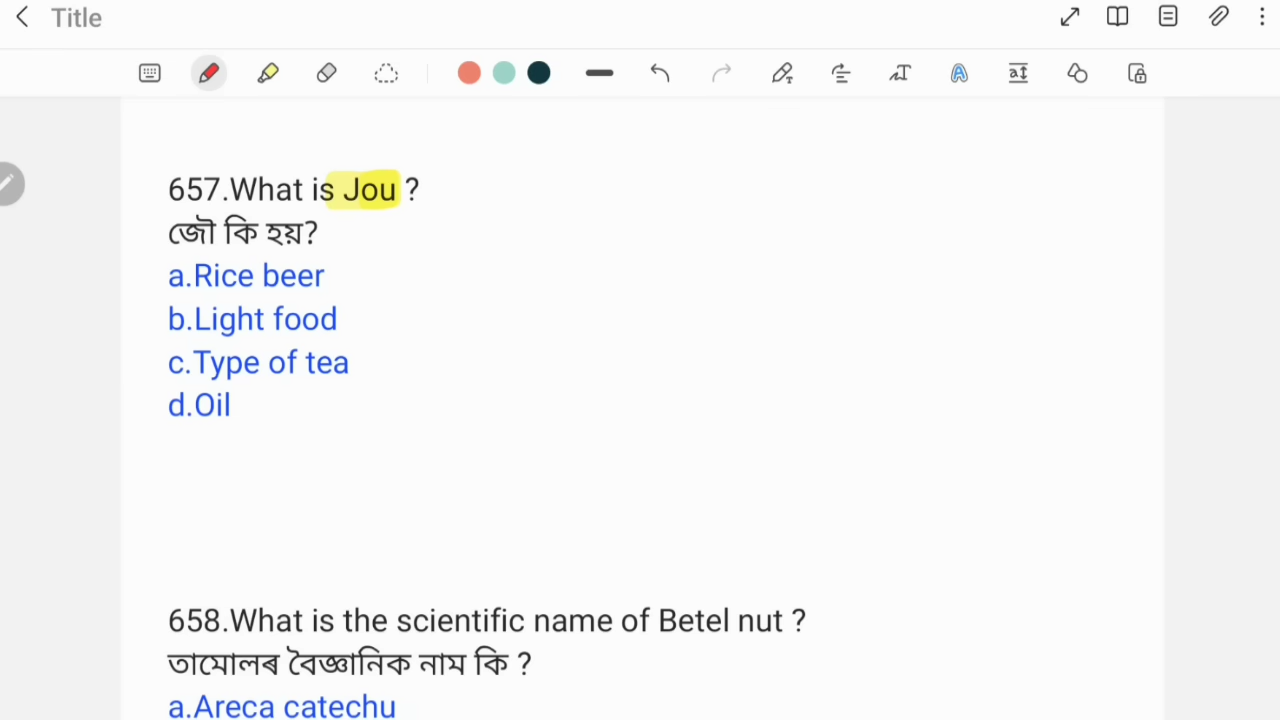 Title
657.What is Jou ?
জৌ কি হয়?
a.Rice beer
b.Light food
c.Type of tea
d.Oil
658.What is the scientific name of Betel nut ?
তামোলৰ বৈজ্ঞানিক নাম কি ?
a.Areca catechu